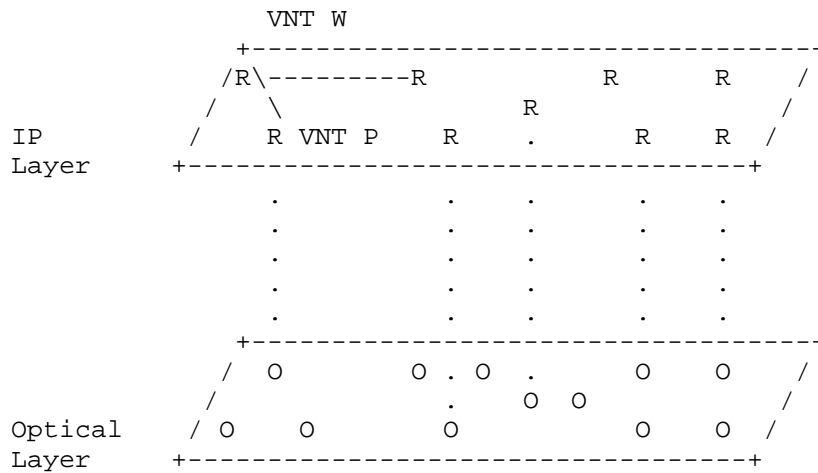 VNT W
              +------------------------------------
             /R\---------R           R      R     /
            /   \               R                /
IP         /    R VNT P    R    .      R    R  /
Layer     +-----------------------------------+
                .          .    .      .    .
                .          .    .      .    .
                .          .    .      .    .
                .          .    .      .    .
                .          .    .      .    .
              +------------------------------------
             /  O        O . O  .      O    O    /
            /              .    O  O            /
Optical    / O    O        O           O    O  /
Layer     +-----------------------------------+